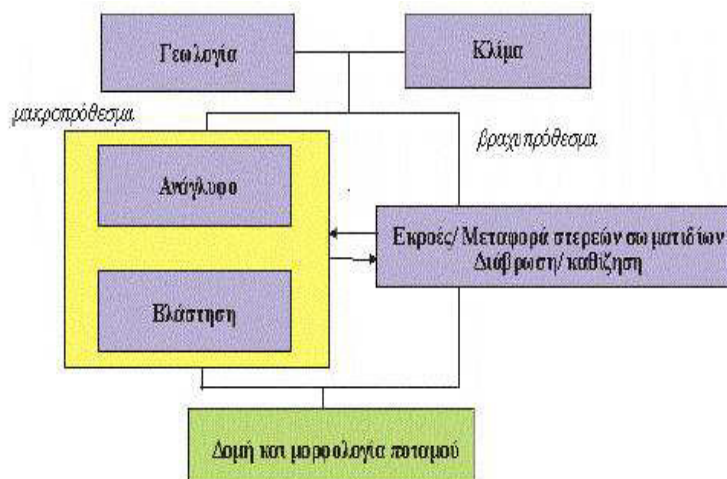 Γεωλογία
Κλίμα
μακροπρόθεσμα
βραχυπρόθεσμα
Ανάγλυφο
Εκροές/ Μεταφορά στερεών σωματιδίων
Διάβρωση/ καθίζηση
Βλάστηση
Δομή και μορφολογία ποταμού